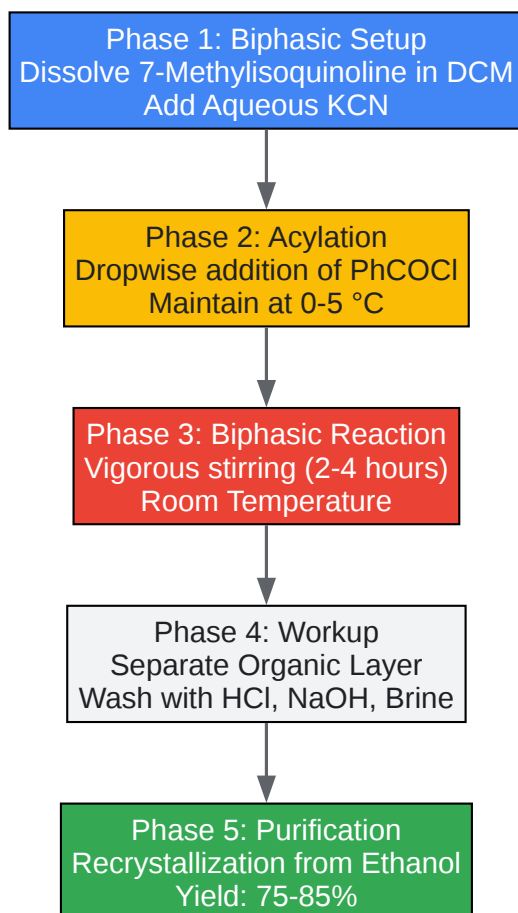 Phase 1: Biphasic Setup
Dissolve 7-Methylisoquinoline in DCM
Add Aqueous KCN
Phase 2: Acylation
Dropwise addition of PhCOCl
Maintain at 0-5 °C
Phase 3: Biphasic Reaction
Vigorous stirring (2-4 hours)
Room Temperature
Phase 4: Workup
Separate Organic Layer
Wash with HCl, NaOH, Brine
Phase 5: Purification
Recrystallization from Ethanol
Yield: 75-85%